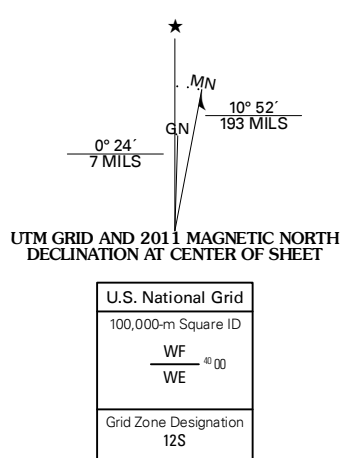 ★
MN
GN
10° 52´
193 MILS
0° 24´
7 MILS
UTM GRID AND 2011 MAGNETIC NORTH
DECLINATION AT CENTER OF SHEET
U.S. National Grid
100,000-m Square ID
WF
40 00
WE
Grid Zone Designation
12S